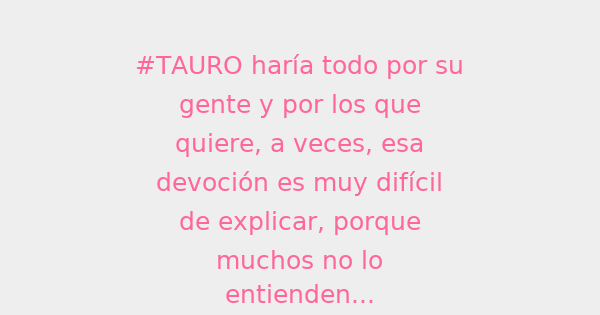 #TAURO haría todo por su
gente y por los que
quiere, a veces, esa
devoción es muy difícil
de explicar, porque
muchos no lo
entienden...